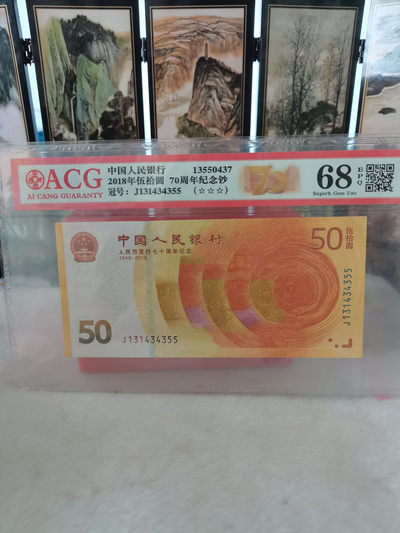 ACG
AI CANG GUARANTY
中国人民银行 13550437
2018年伍拾圆 70周年纪念钞
冠号: J131434355 (☆☆☆)
68
EPQ
Superb Gem Unc
中国人民银行
人民币发行七十周年纪念
1948-2018
50
伍拾圆
J131434355
50
J131434355